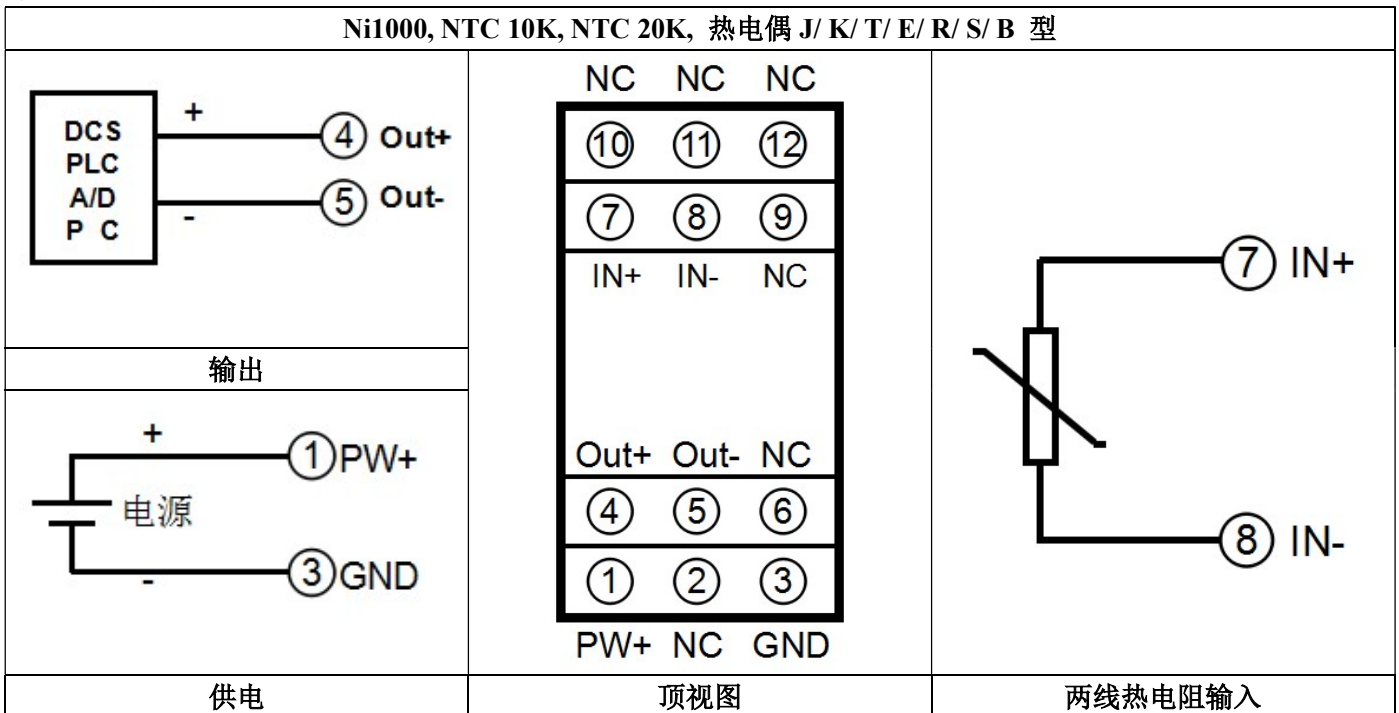 Ni1000, NTC 10K, NTC 20K, 热电偶 J/ K/ T/ E/ R/ S/ B 型
DCS
PLC
A/D
P C
+
-
4 Out+
5 Out-
输出
+
-
电源
1 PW+
3 GND
供电
NC NC NC
10 11 12
7 8 9
IN+ IN- NC
Out+ Out- NC
4 5 6
1 2 3
PW+ NC GND
顶视图
7 IN+
8 IN-
两线热电阻输入